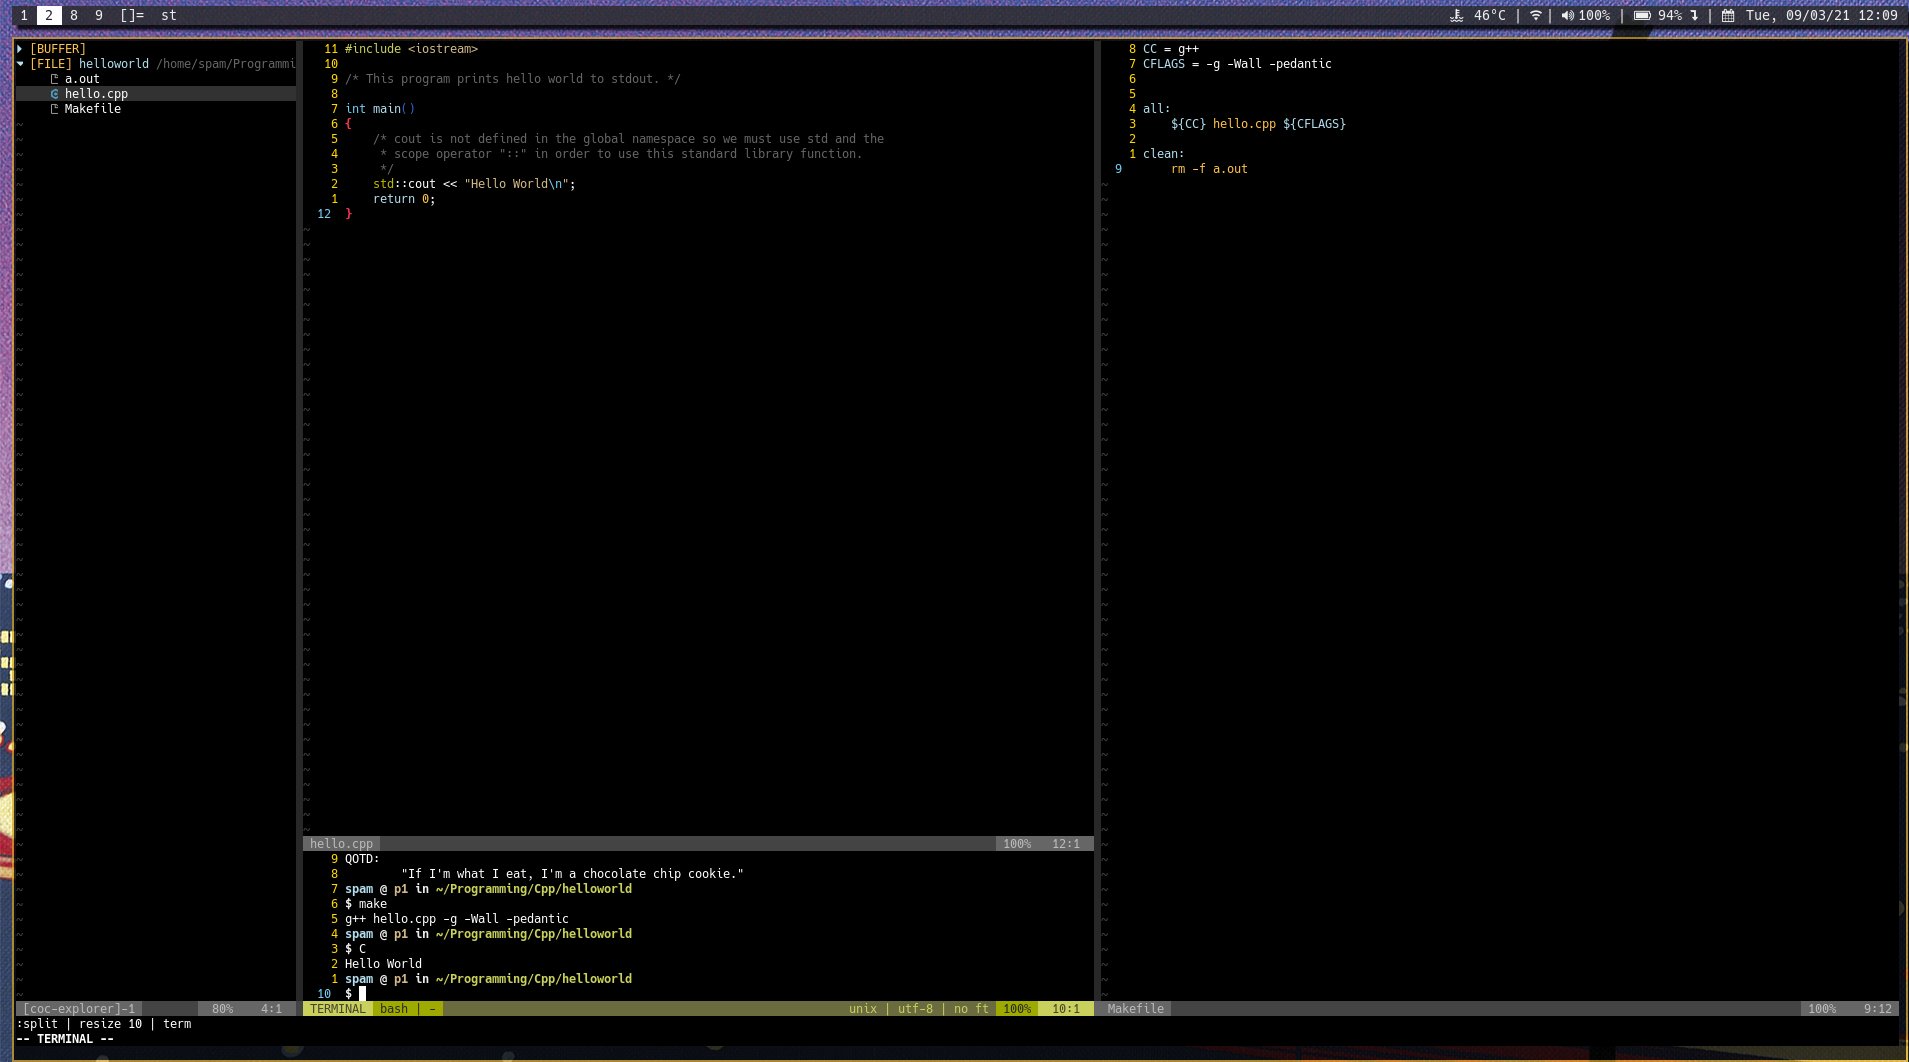 1 2 8 9 []= st 46°C | | 100% | 94% | Tue, 09/03/21 12:09
[BUFFER]
[FILE] helloworld /home/spam/Programmi
a.out
hello.cpp
Makefile
[coc-explorer]-1 80% 4:1
11 #include <iostream>
10
9 /* This program prints hello world to stdout. */
8
7 int main()
6 {
5     /* cout is not defined in the global namespace so we must use std and the
4      * scope operator "::" in order to use this standard library function.
3      */
2     std::cout << "Hello World\n";
1     return 0;
12 }
hello.cpp 100% 12:1
9 QOTD:
8         "If I'm what I eat, I'm a chocolate chip cookie."
7 spam @ p1 in ~/Programming/Cpp/helloworld
6 $ make
5 g++ hello.cpp -g -Wall -pedantic
4 spam @ p1 in ~/Programming/Cpp/helloworld
3 $ C
2 Hello World
1 spam @ p1 in ~/Programming/Cpp/helloworld
10 $
TERMINAL bash | - unix | utf-8 | no ft 100% 10:1
8 CC = g++
7 CFLAGS = -g -Wall -pedantic
6
5
4 all:
3     ${CC} hello.cpp ${CFLAGS}
2
1 clean:
9     rm -f a.out
Makefile 100% 9:12
:split | resize 10 | term
-- TERMINAL --